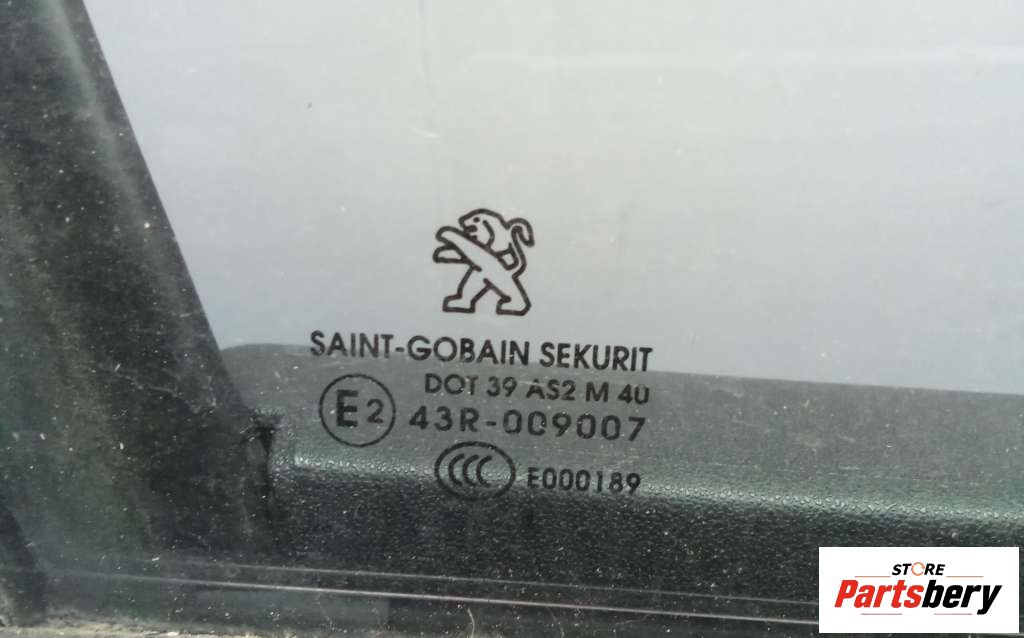 SAINT-GOBAIN SEKURIT
DOT 39 AS2 M 40
E2 43R-009007
CCC E000189
STORE
Partsbery